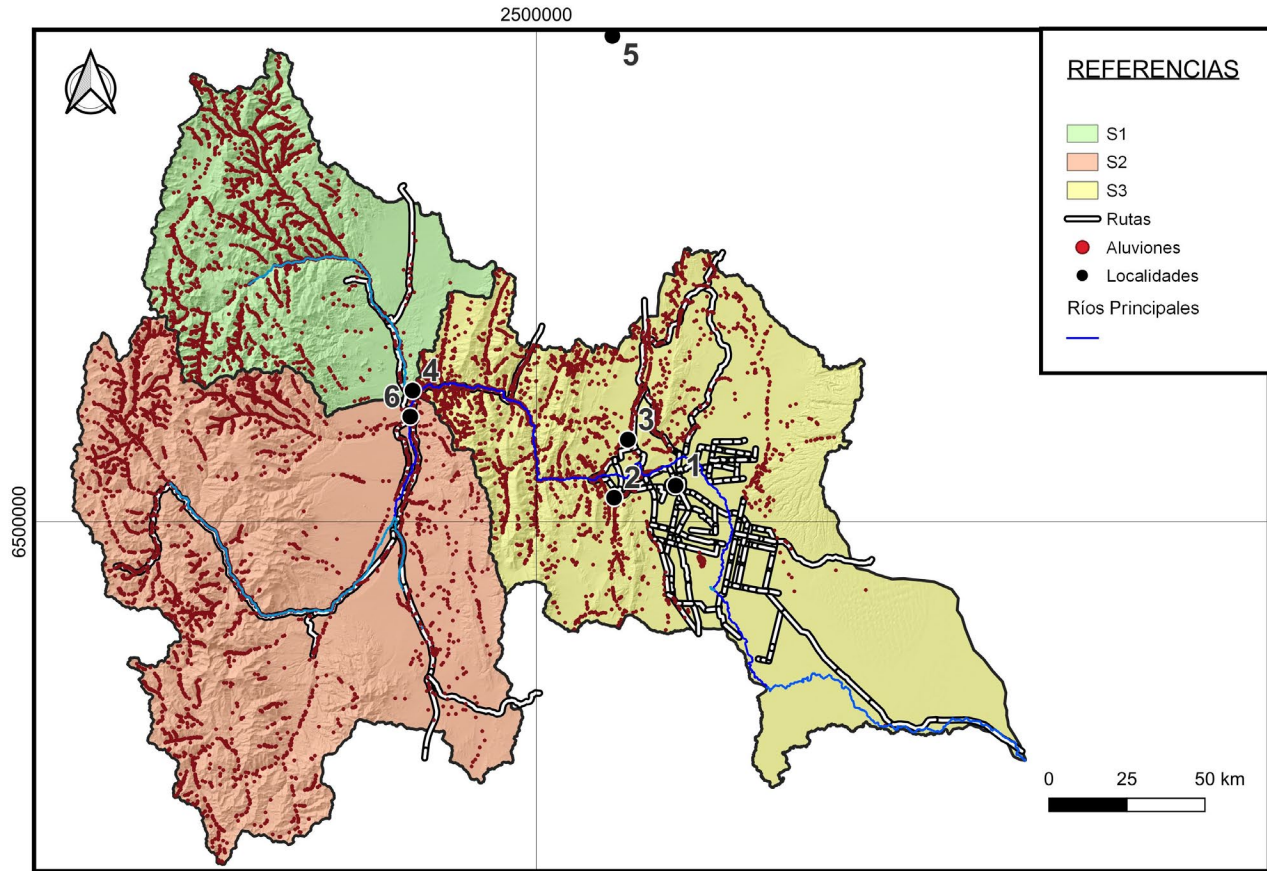 2500000
5
REFERENCIAS
S1
S2
S3
Rutas
Aluviones
Localidades
Ríos Principales
4
6
3
1
2
6500000
0 25 50 km